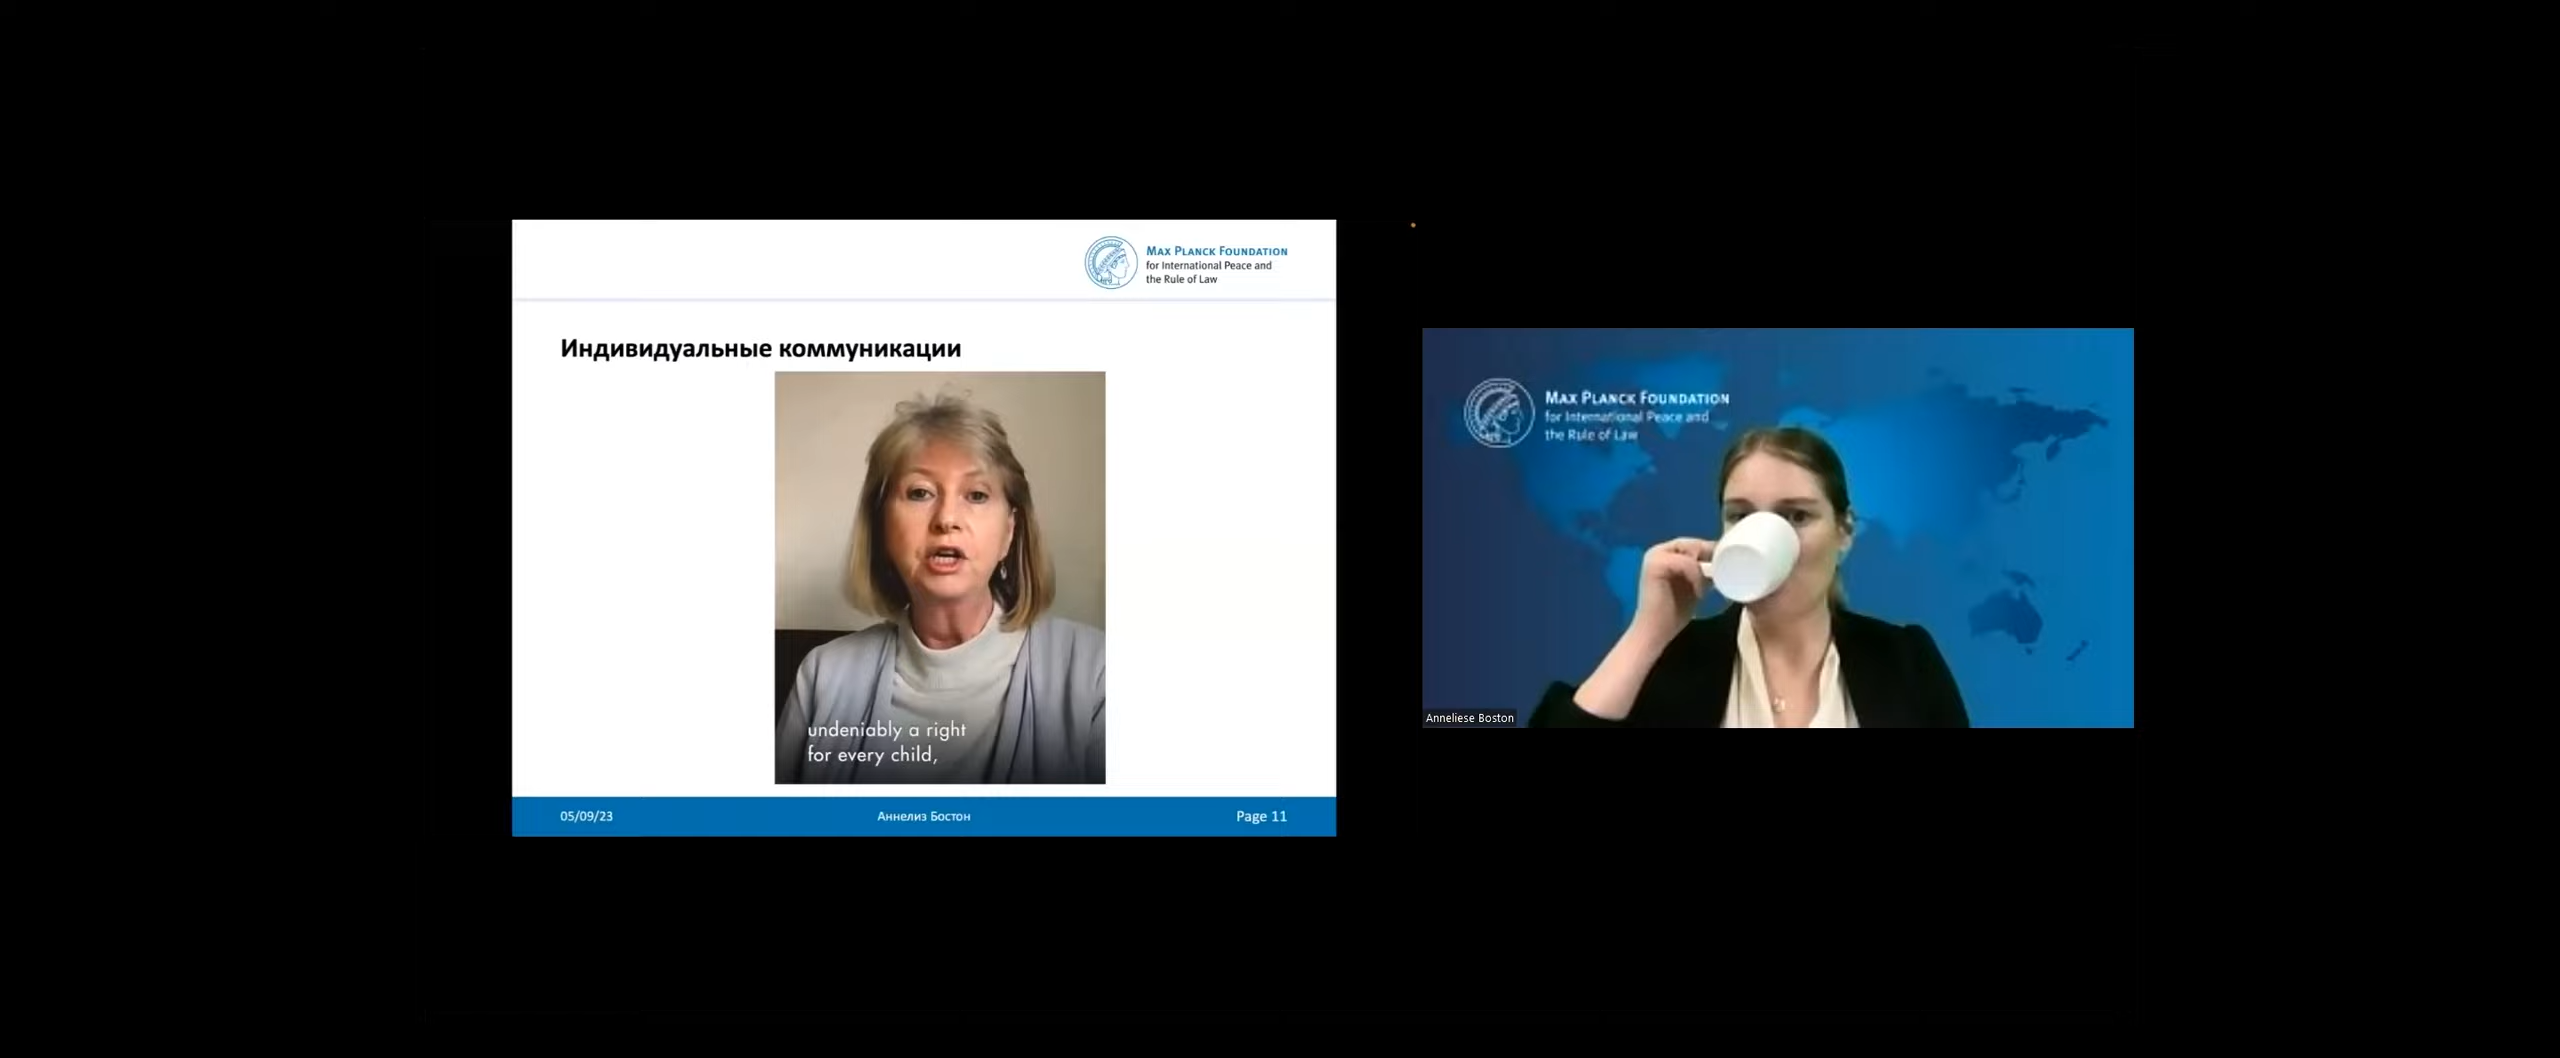 MAX PLANCK FOUNDATION
for International Peace and
the Rule of Law
Индивидуальные коммуникации
undeniably a right
for every child,
05/09/23
Аннелиз Бостон
Page 11
MAX PLANCK FOUNDATION
for International Peace and
the Rule of Law
Anneliese Boston